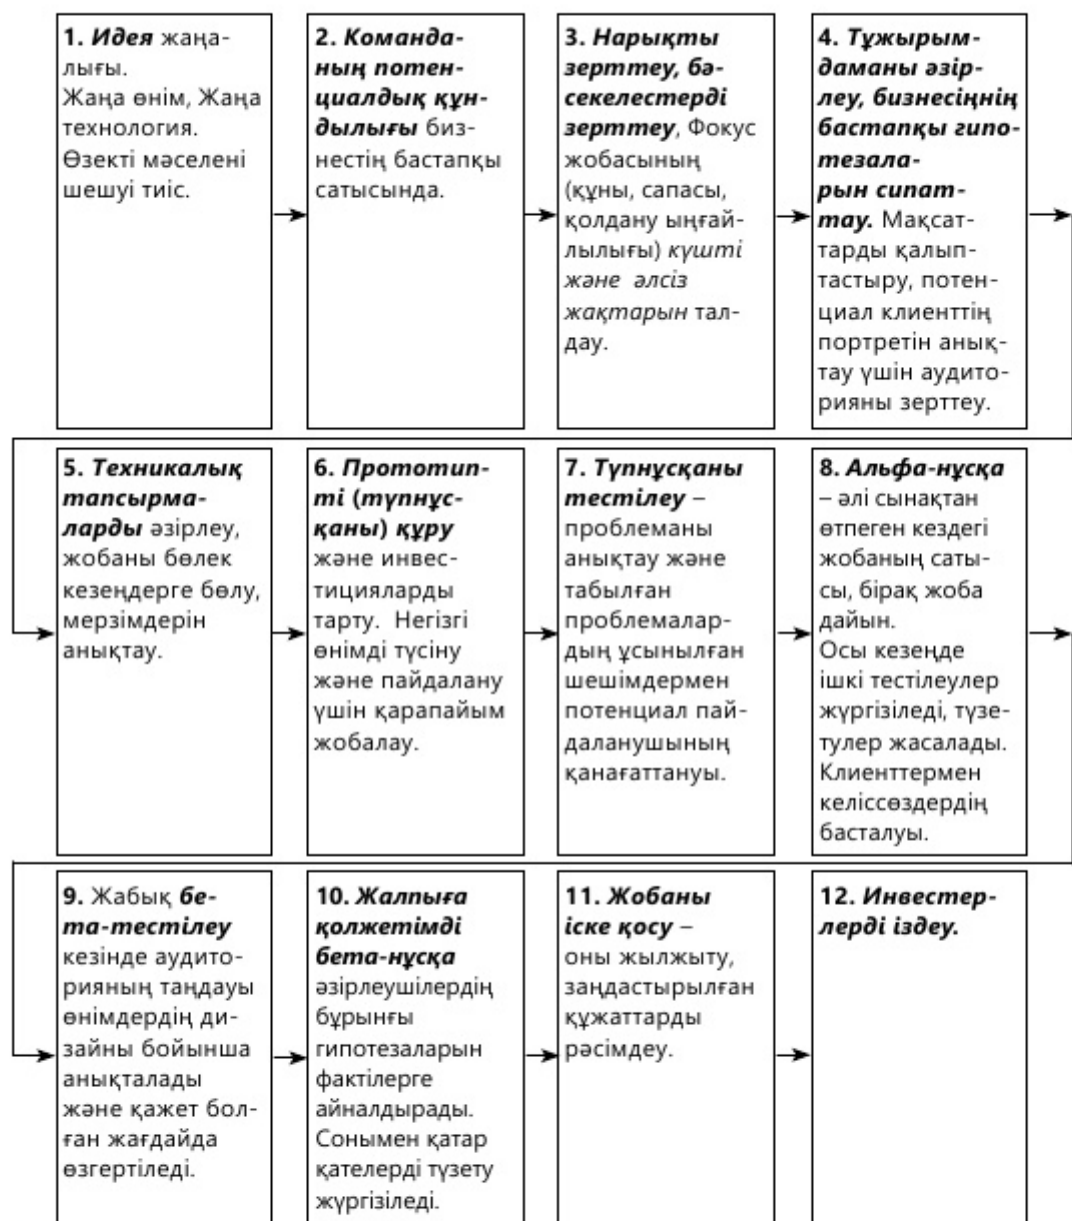 1. Идея жаңа-
лығы.
Жаңа өнім, Жаңа
технология.
Өзекті мәселені
шешуі тиіс.
2. Команда-
ның потен-
циалдық құн-
дылығы биз-
нестің бастапқы
сатысында.
3. Нарықты
зерттеу, бә-
секелестерді
зерттеу, Фокус
жобасының
(құны, сапасы,
қолдану ыңғай-
лылығы) күшті
және әлсіз
жақтарын тал-
дау.
4. Тұжырым-
даманы әзір-
леу, бизнесіңнің
бастапқы гипо-
тезала-
рын сипат-
тау. Мақсат-
тарды қалып-
тастыру, потен-
циал клиенттің
портретін анық-
тау үшін аудито-
рияны зерттеу.
5. Техникалық
тапсырма-
ларды әзірлеу,
жобаны бөлек
кезеңдерге бөлу,
мерзімдерін
анықтау.
6. Прототип-
ті (түпнұс-
қаны) құру
және инвес-
тицияларды
тарту. Негізгі
өнімді түсіну
және пайдалану
үшін қарапайым
жобалау.
7. Түпнұсқаны
тестілеу –
проблеманы
анықтау және
табылған
проблемалар-
дың ұсынылған
шешімдермен
потенциал пай-
даланушының
қанағаттануы.
8. Альфа-нұсқа
– әлі сынақтан
өтпеген кездегі
жобаның саты-
сы, бірақ жоба
дайын.
Осы кезеңде
ішкі тестілеулер
жүргізіледі, түзе-
тулер жасалады.
Клиенттермен
келіссөздердің
басталуы.
9. Жабық бе-
та-тестілеу
кезінде аудито-
рияның таңдауы
өнімдердің ди-
зайны бойынша
анықталады
және қажет бол-
ған жағдайда
өзгертіледі.
10. Жалпыға
қолжетімді
бета-нұсқа
әзірлеушілердің
бұрынғы
гипотезаларын
фактілерге
айналдырады.
Сонымен қатар
қателерді түзету
жүргізіледі.
11. Жобаны
іске қосу –
оны жылжыту,
заңдастырылған
құжаттарды
рәсімдеу.
12. Инвестер-
лерді іздеу.